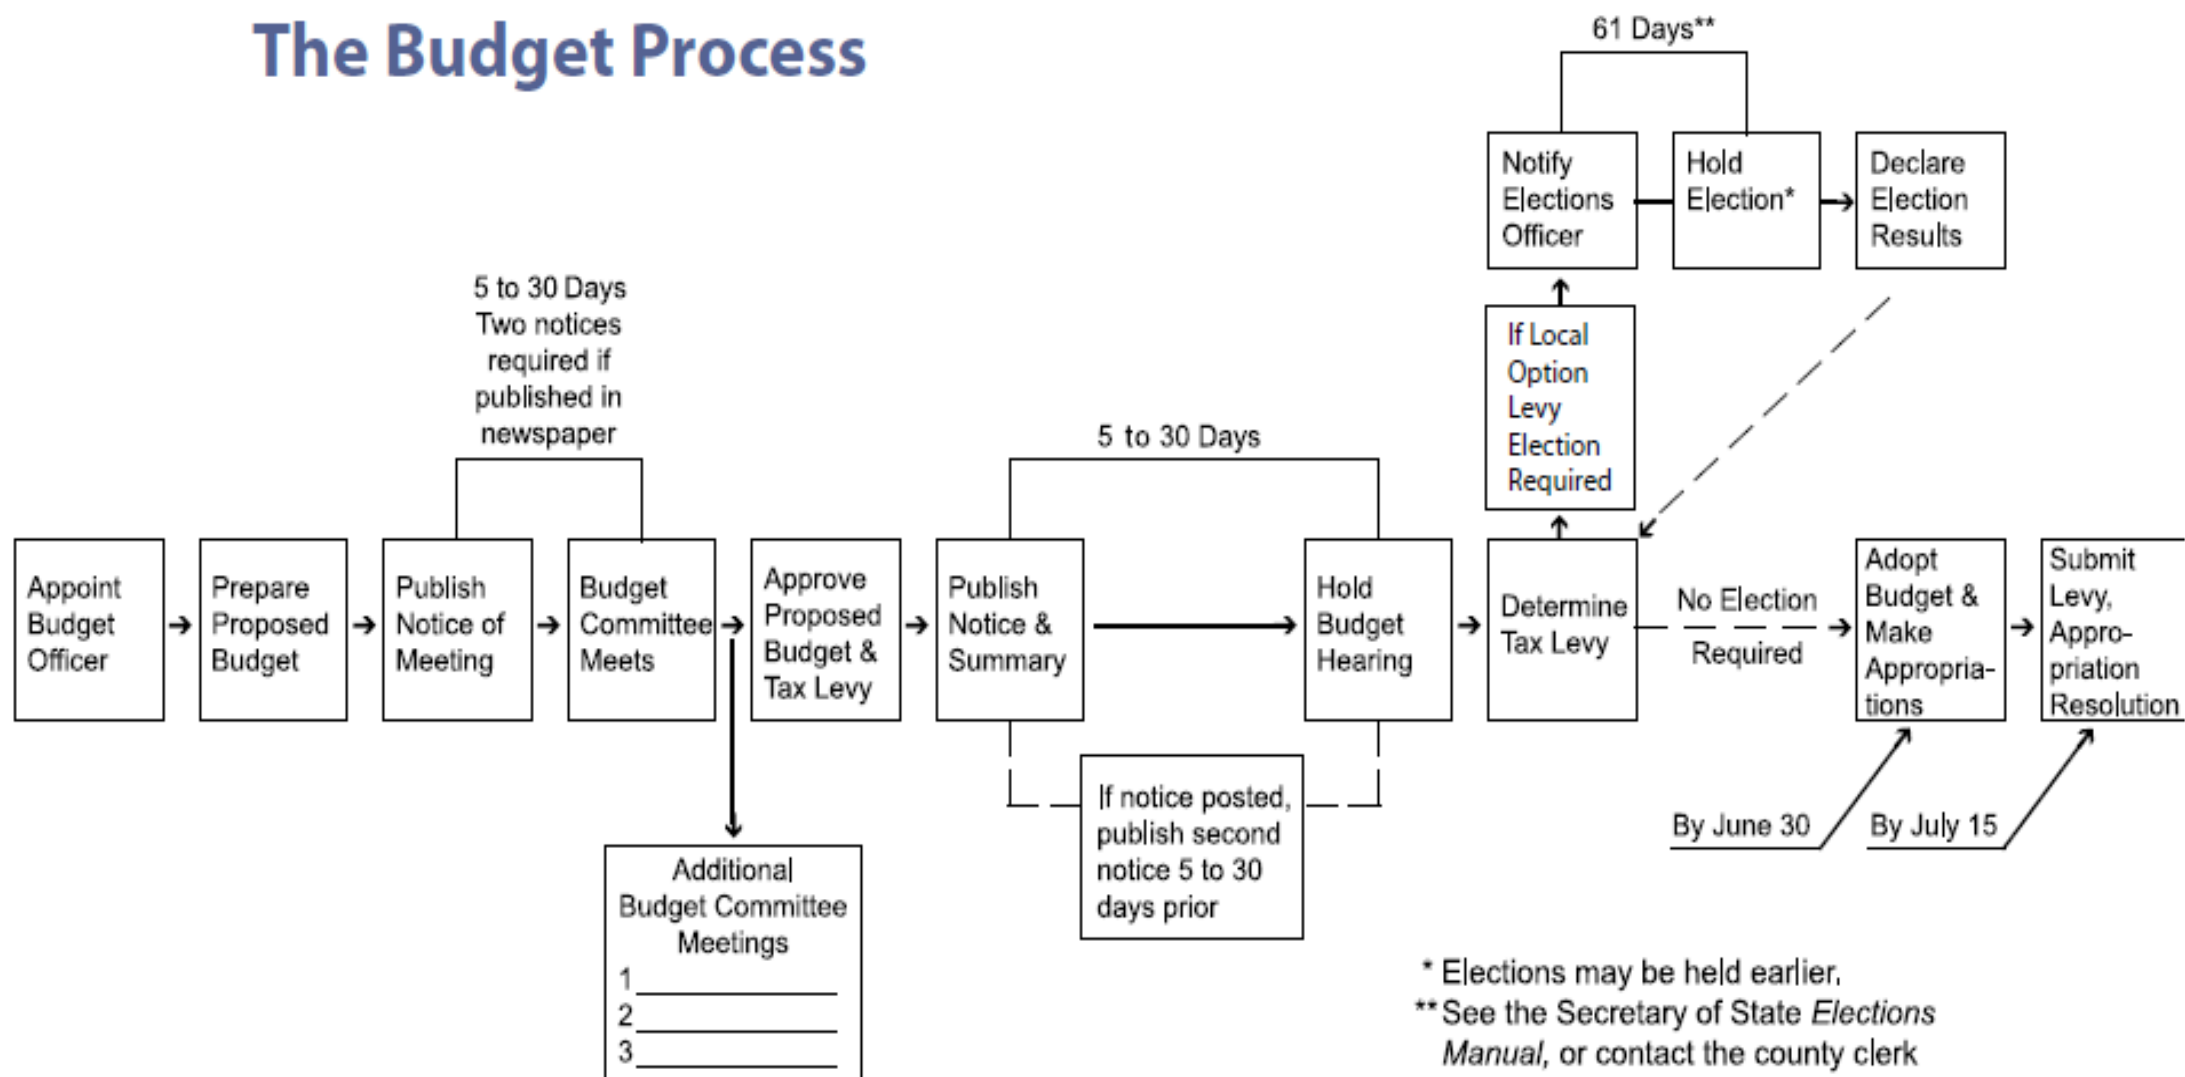 The Budget Process
61 Days**
Notify
Elections
Officer
Hold
Election*
Declare
Election
Results
5 to 30 Days
Two notices
required if
published in
newspaper
If Local
Option
Levy
Election
Required
5 to 30 Days
Appoint
Budget
Officer
Prepare
Proposed
Budget
Publish
Notice of
Meeting
Budget
Committee
Meets
Approve
Proposed
Budget &
Tax Levy
Publish
Notice &
Summary
Hold
Budget
Hearing
Determine
Tax Levy
No Election
Required
Adopt
Budget &
Make
Appropria-
tions
Submit
Levy,
Appro-
priation
Resolution
If notice posted,
publish second
notice 5 to 30
days prior
By June 30
By July 15
Additional
Budget Committee
Meetings
1
2
3
* Elections may be held earlier.
** See the Secretary of State Elections
Manual, or contact the county clerk